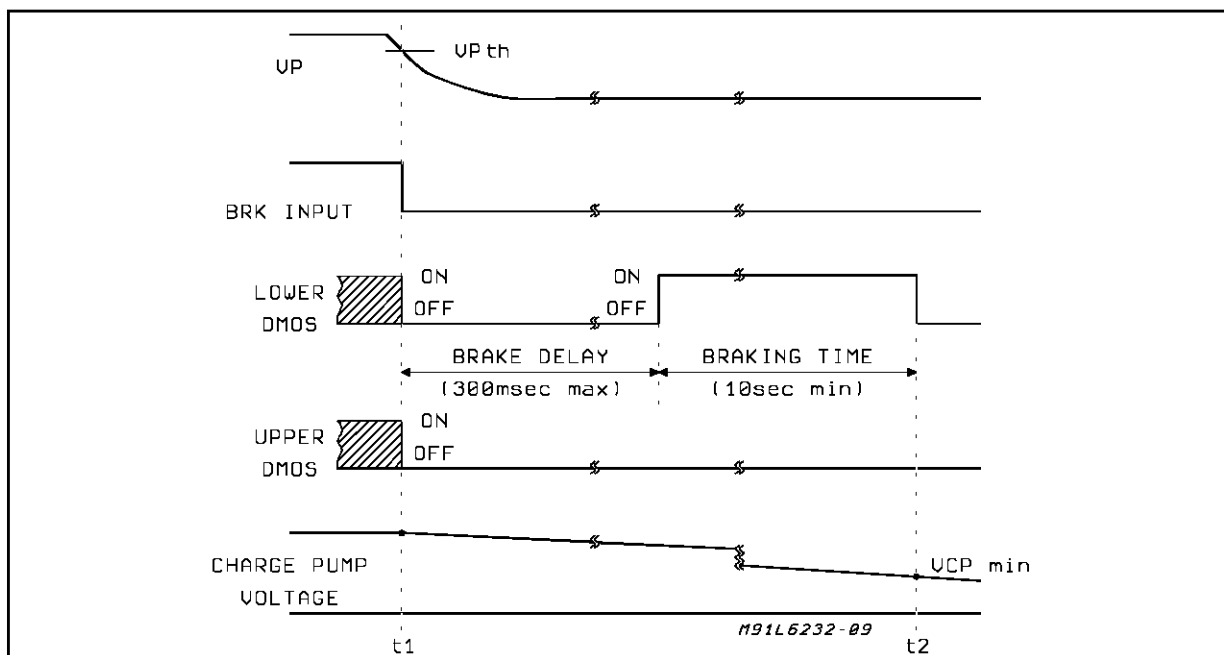 VPth
VP
BRK INPUT
ON ON
LOWER
OFF OFF
DMOS
BRAKE DELAY BRAKING TIME
(300msec max) (10sec min)
ON
UPPER
OFF
DMOS
CHARGE PUMP VCP min
VOLTAGE
M91L6232-09
t1 t2